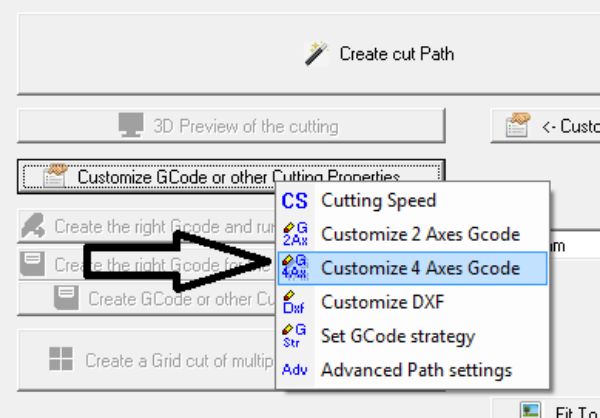 Create cut Path
3D Preview of the cutting
<- Custo
Customize GCode or other Cutting Properties
CS Cutting Speed
Create the right Gcode and run
G 2Ax Customize 2 Axes Gcode
m
Create the right Gcode for the
G 4Ax Customize 4 Axes Gcode
Create GCode or other Cu
Dxf Customize DXF
G Str Set GCode strategy
Create a Grid cut of multip
Adv Advanced Path settings
Fit To